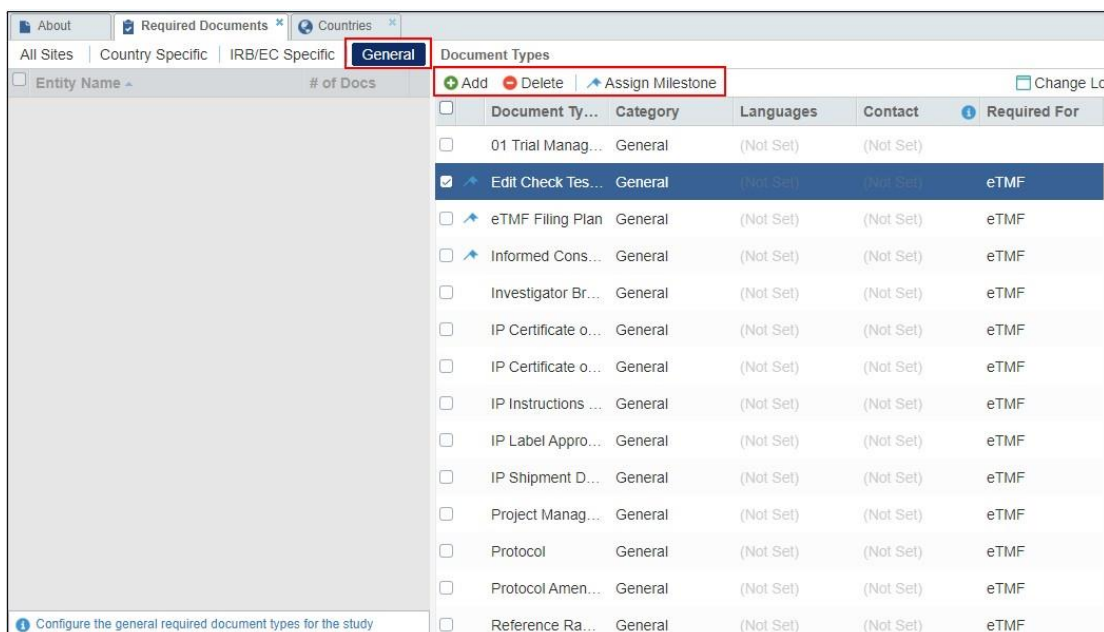 About Required Documents Countries
All Sites Country Specific IRB/EC Specific General Document Types
Entity Name # of Docs Add Delete Assign Milestone Change Lo
Document Ty... Category Languages Contact Required For
01 Trial Manag... General (Not Set) (Not Set)
Edit Check Tes... General (Not Set) (Not Set) eTMF
eTMF Filing Plan General (Not Set) (Not Set) eTMF
Informed Cons... General (Not Set) (Not Set) eTMF
Investigator Br... General (Not Set) (Not Set) eTMF
IP Certificate o... General (Not Set) (Not Set) eTMF
IP Certificate o... General (Not Set) (Not Set) eTMF
IP Instructions ... General (Not Set) (Not Set) eTMF
IP Label Appro... General (Not Set) (Not Set) eTMF
IP Shipment D... General (Not Set) (Not Set) eTMF
Project Manag... General (Not Set) (Not Set) eTMF
Protocol General (Not Set) (Not Set) eTMF
Protocol Amen... General (Not Set) (Not Set) eTMF
Configure the general required document types for the study Reference Ra... General (Not Set) (Not Set) eTMF